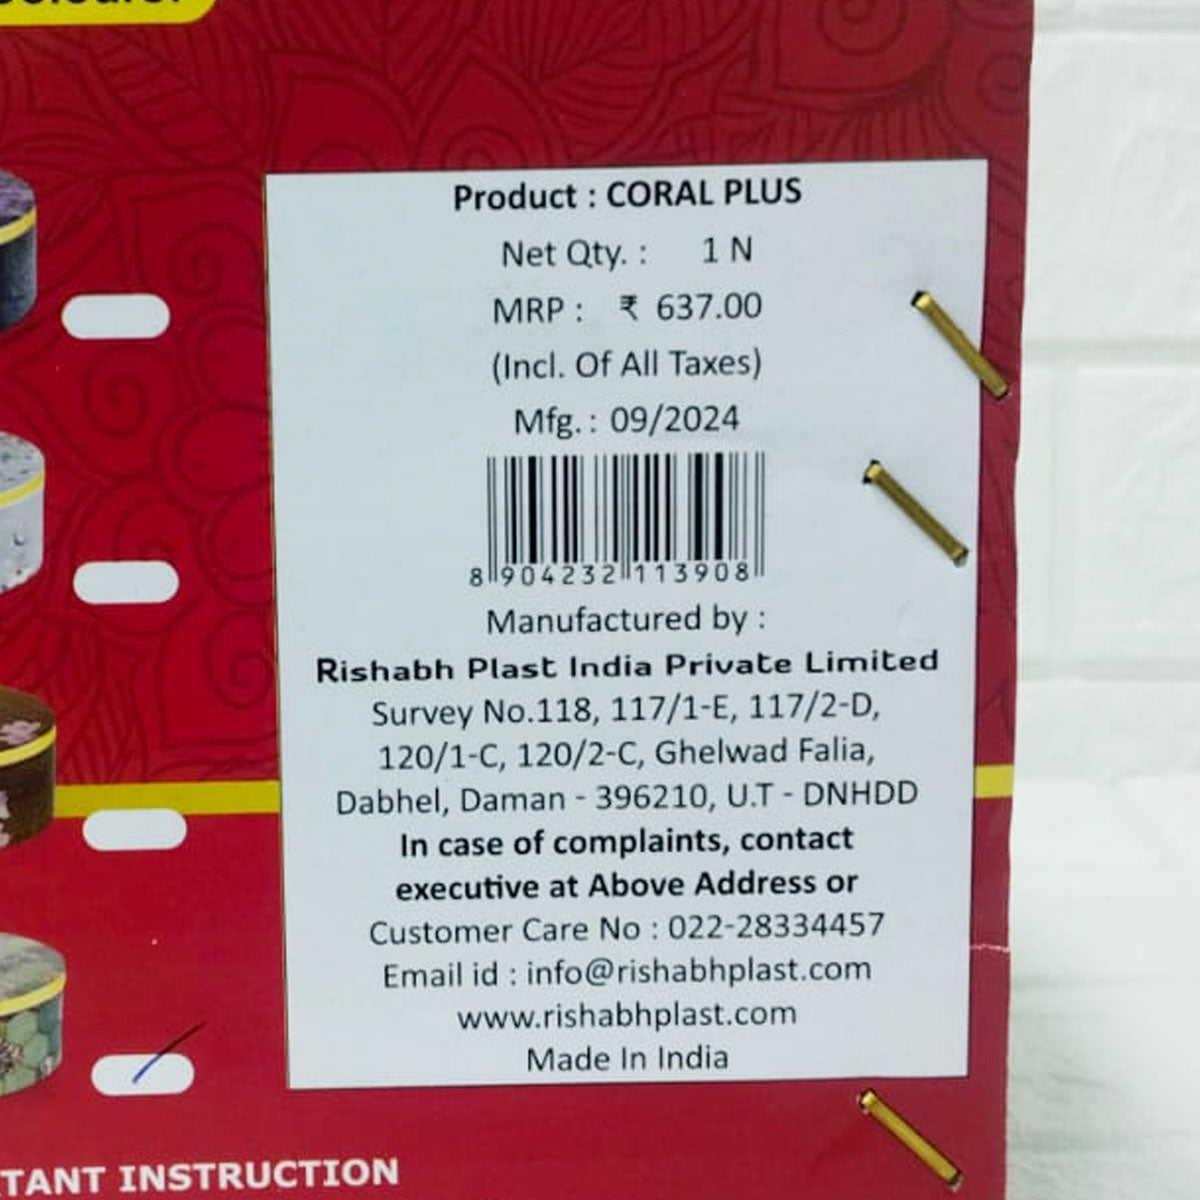 Product : CORAL PLUS
Net Qty. : 1 N
MRP : ₹ 637.00
(Incl. Of All Taxes)
Mfg. : 09/2024
8 904232 113908
Manufactured by :
Rishabh Plast India Private Limited
Survey No.118, 117/1-E, 117/2-D,
120/1-C, 120/2-C, Ghelwad Falia,
Dabhel, Daman - 396210, U.T - DNHDD
In case of complaints, contact
executive at Above Address or
Customer Care No : 022-28334457
Email id : info@rishabhplast.com
www.rishabhplast.com
Made In India
TANT INSTRUCTION